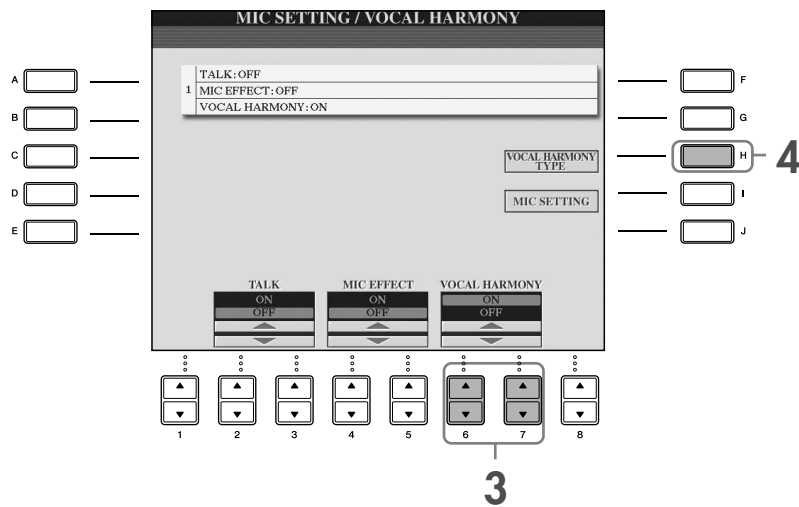 MIC SETTING / VOCAL HARMONY
TALK:OFF
1 MIC EFFECT:OFF
VOCAL HARMONY:ON
A
B
C
D
E
F
G
H
I
J
4
VOCAL HARMONY
TYPE
MIC SETTING
TALK MIC EFFECT VOCAL HARMONY
ON ON ON
OFF OFF OFF
1 2 3 4 5 6 7 8
3